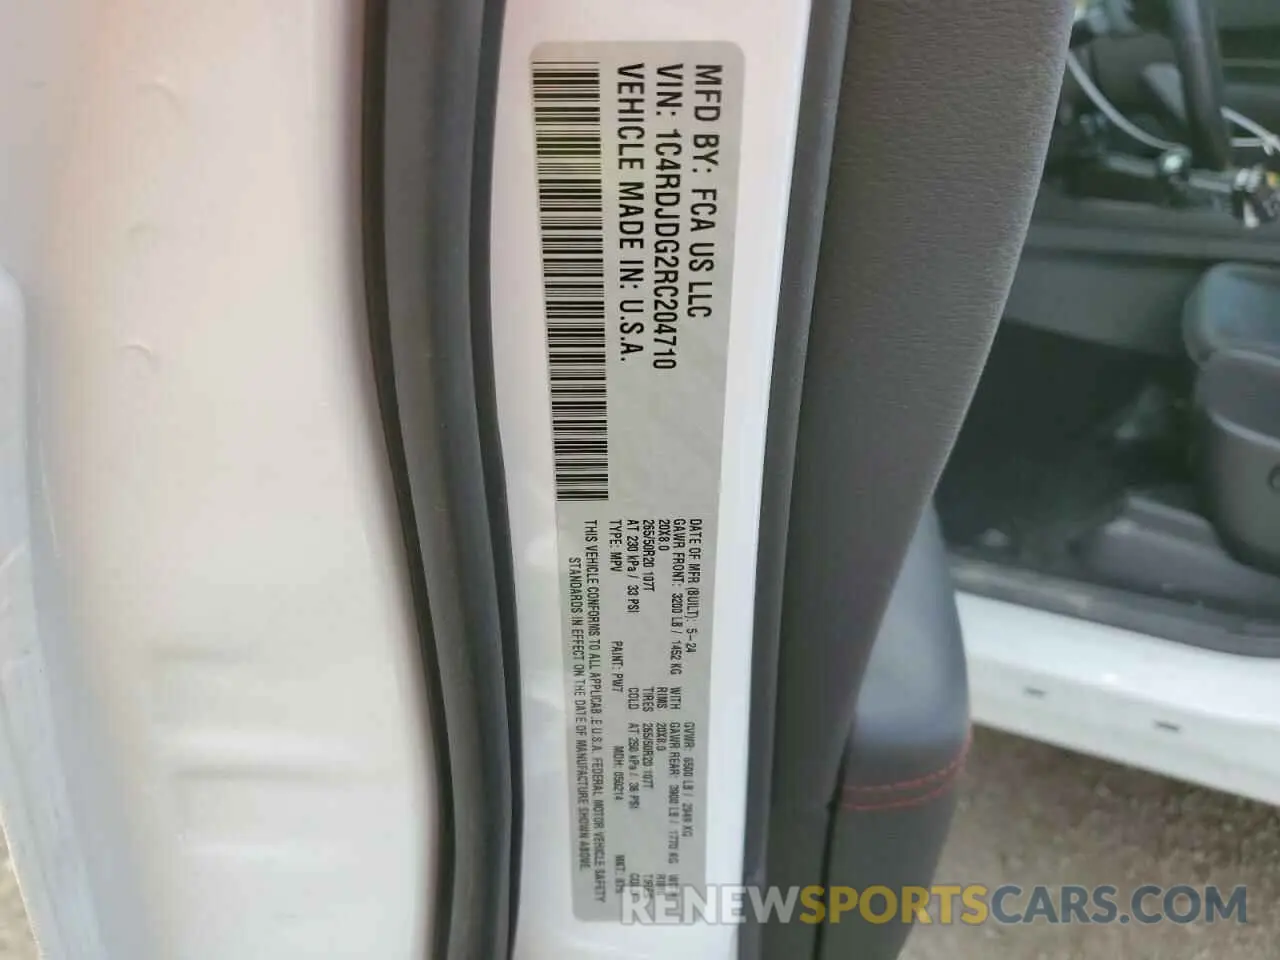 MFD BY: FCA US LLC
VIN: 1C4RDJDG2RC204710
VEHICLE MADE IN: U.S.A.
DATE OF MFR (BUILT): 5-24 GVWR: 6500 LB / 2949 KG
GAWR FRONT: 3200 LB / 1452 KG WITH GAWR REAR: 3900 LB / 1770 KG
20X8.0 RIMS 20X8.0
265/50R20 107T TIRES 265/50R20 107T
AT 230 kPa / 33 PSI COLD AT 250 kPa / 36 PSI
TYPE: MPV PAINT: PW7 MDH: 050214
THIS VEHICLE CONFORMS TO ALL APPLICAB.E U.S.A. FEDERAL MOTOR VEHICLE SAFETY
STANDARDS IN EFFECT ON THE DATE OF MANUFACTURE SHOWN ABOVE.
RENEWSPORTSCARS.COM